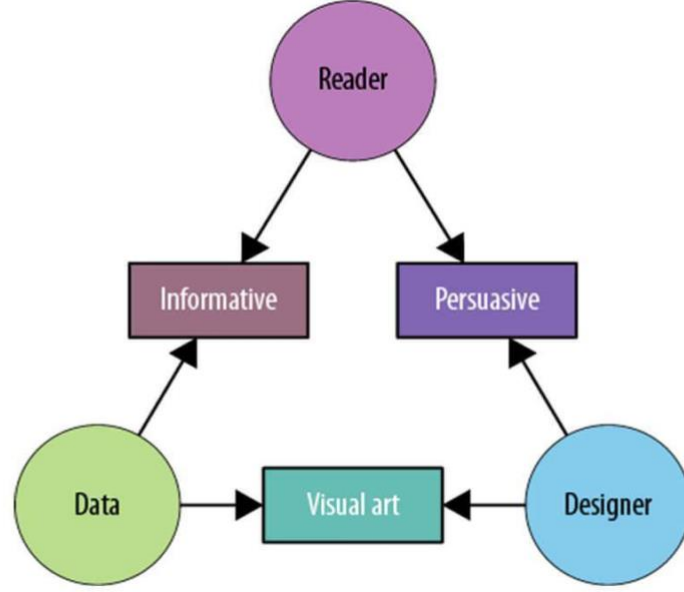 Reader
Informative
Persuasive
Data
Visual art
Designer